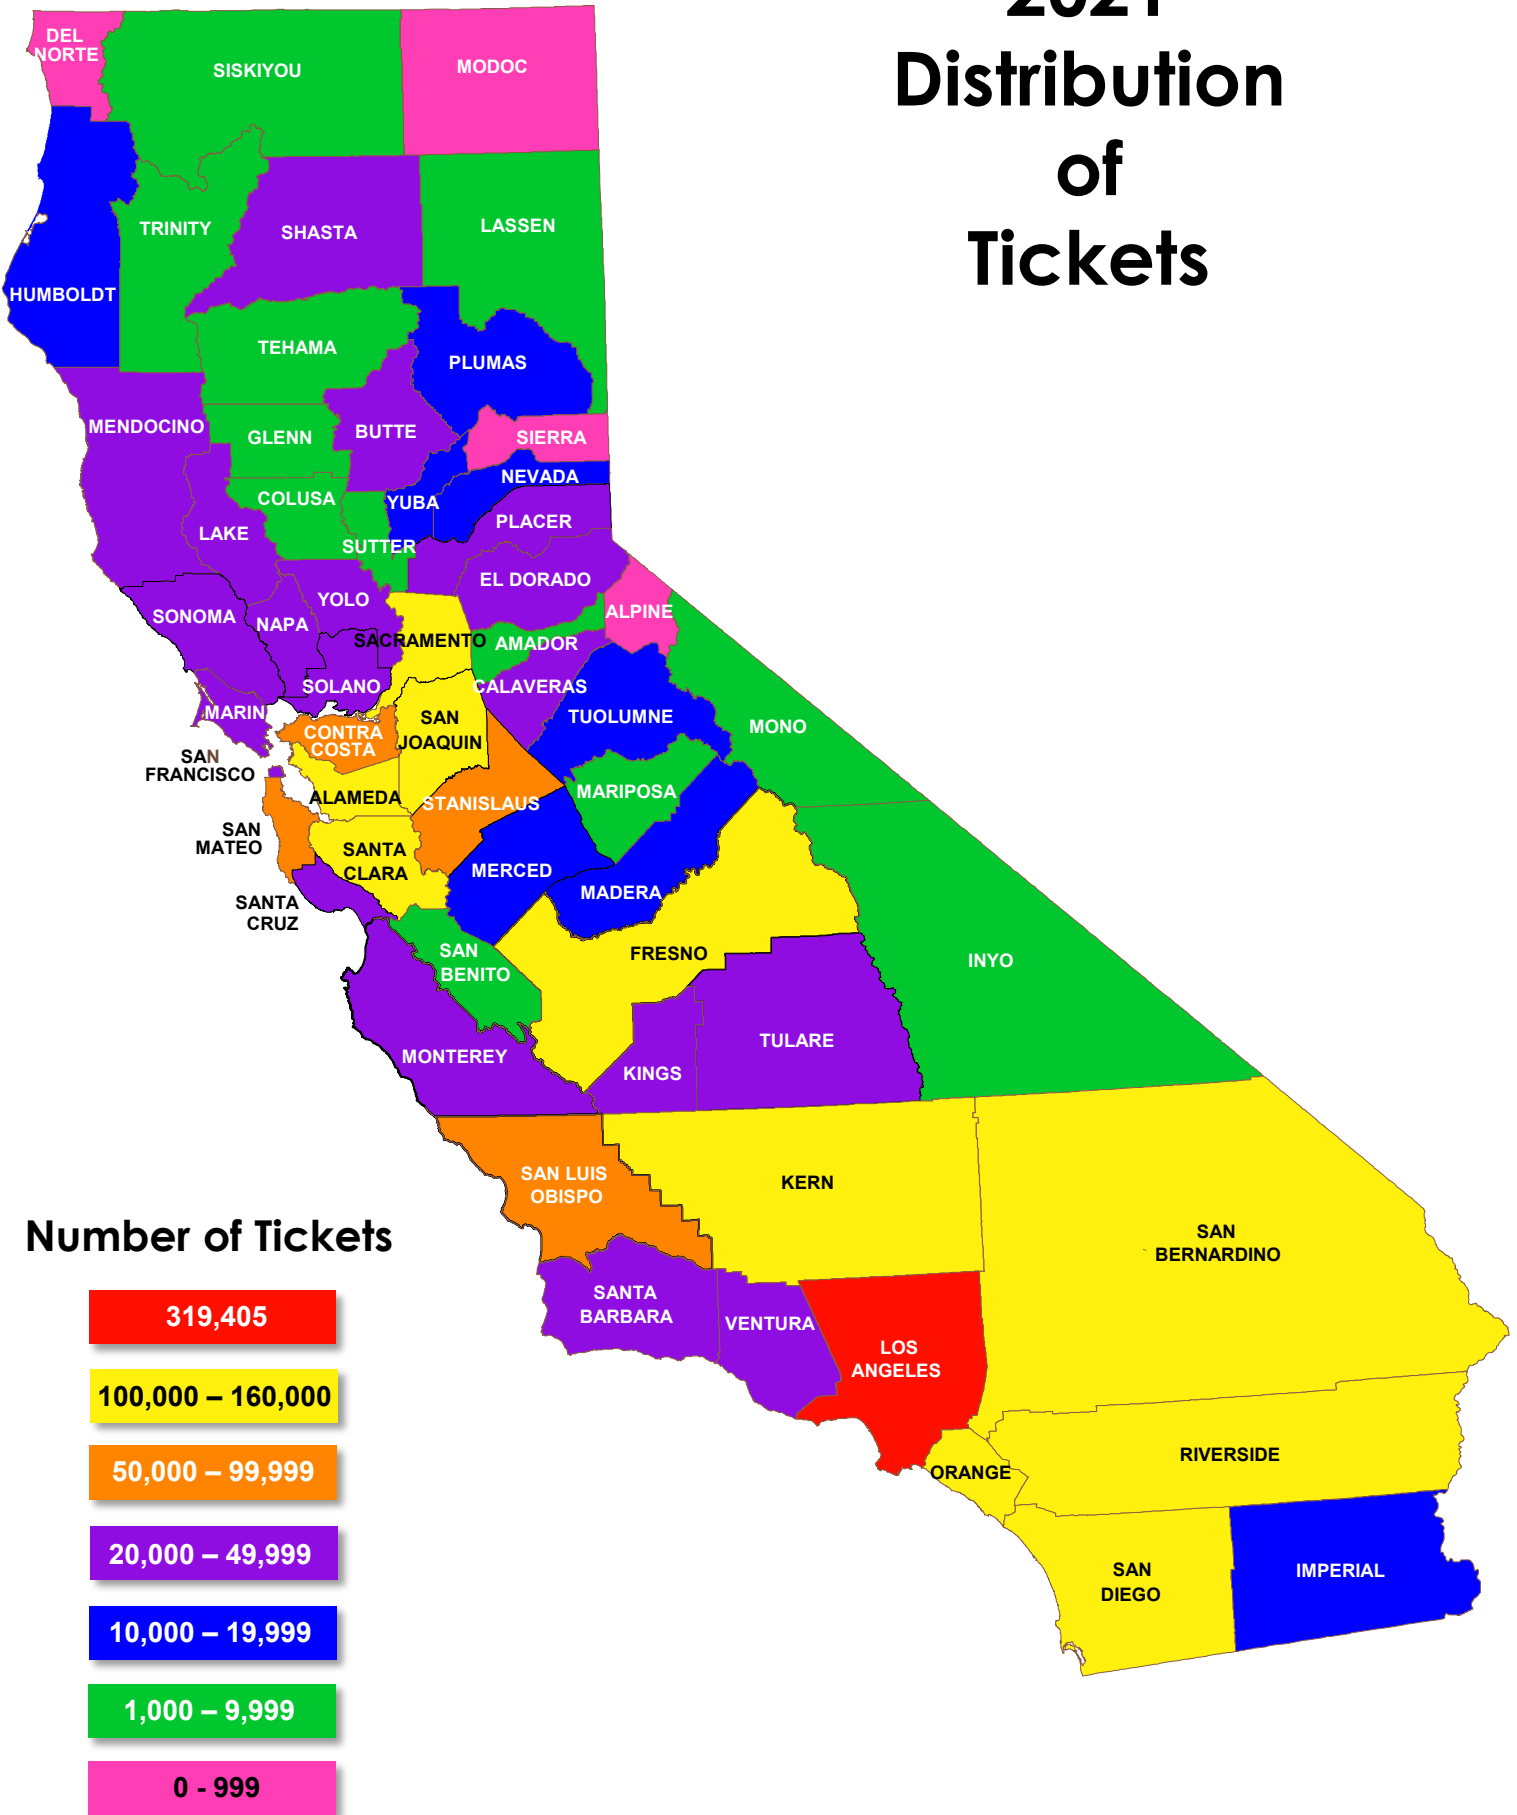 2021
Distribution
of
Tickets
DEL
NORTE
SISKIYOU
MODOC
TRINITY
SHASTA
LASSEN
HUMBOLDT
TEHAMA
PLUMAS
MENDOCINO
GLENN
BUTTE
SIERRA
NEVADA
COLUSA
YUBA
PLACER
LAKE
SUTTER
EL DORADO
YOLO
ALPINE
SONOMA
NAPA
SACRAMENTO
AMADOR
SOLANO
CALAVERAS
MARIN
TUOLUMNE
SAN
JOAQUIN
MONO
CONTRA
COSTA
SAN
FRANCISCO
ALAMEDA
STANISLAUS
MARIPOSA
SAN
MATEO
SANTA
CLARA
MERCED
MADERA
SANTA
CRUZ
SAN
BENITO
FRESNO
INYO
MONTEREY
KINGS
TULARE
SAN LUIS
OBISPO
KERN
SAN
BERNARDINO
SANTA
BARBARA
VENTURA
LOS
ANGELES
ORANGE
RIVERSIDE
SAN
DIEGO
IMPERIAL
Number of Tickets
319,405
100,000 – 160,000
50,000 – 99,999
20,000 – 49,999
10,000 – 19,999
1,000 – 9,999
0 - 999